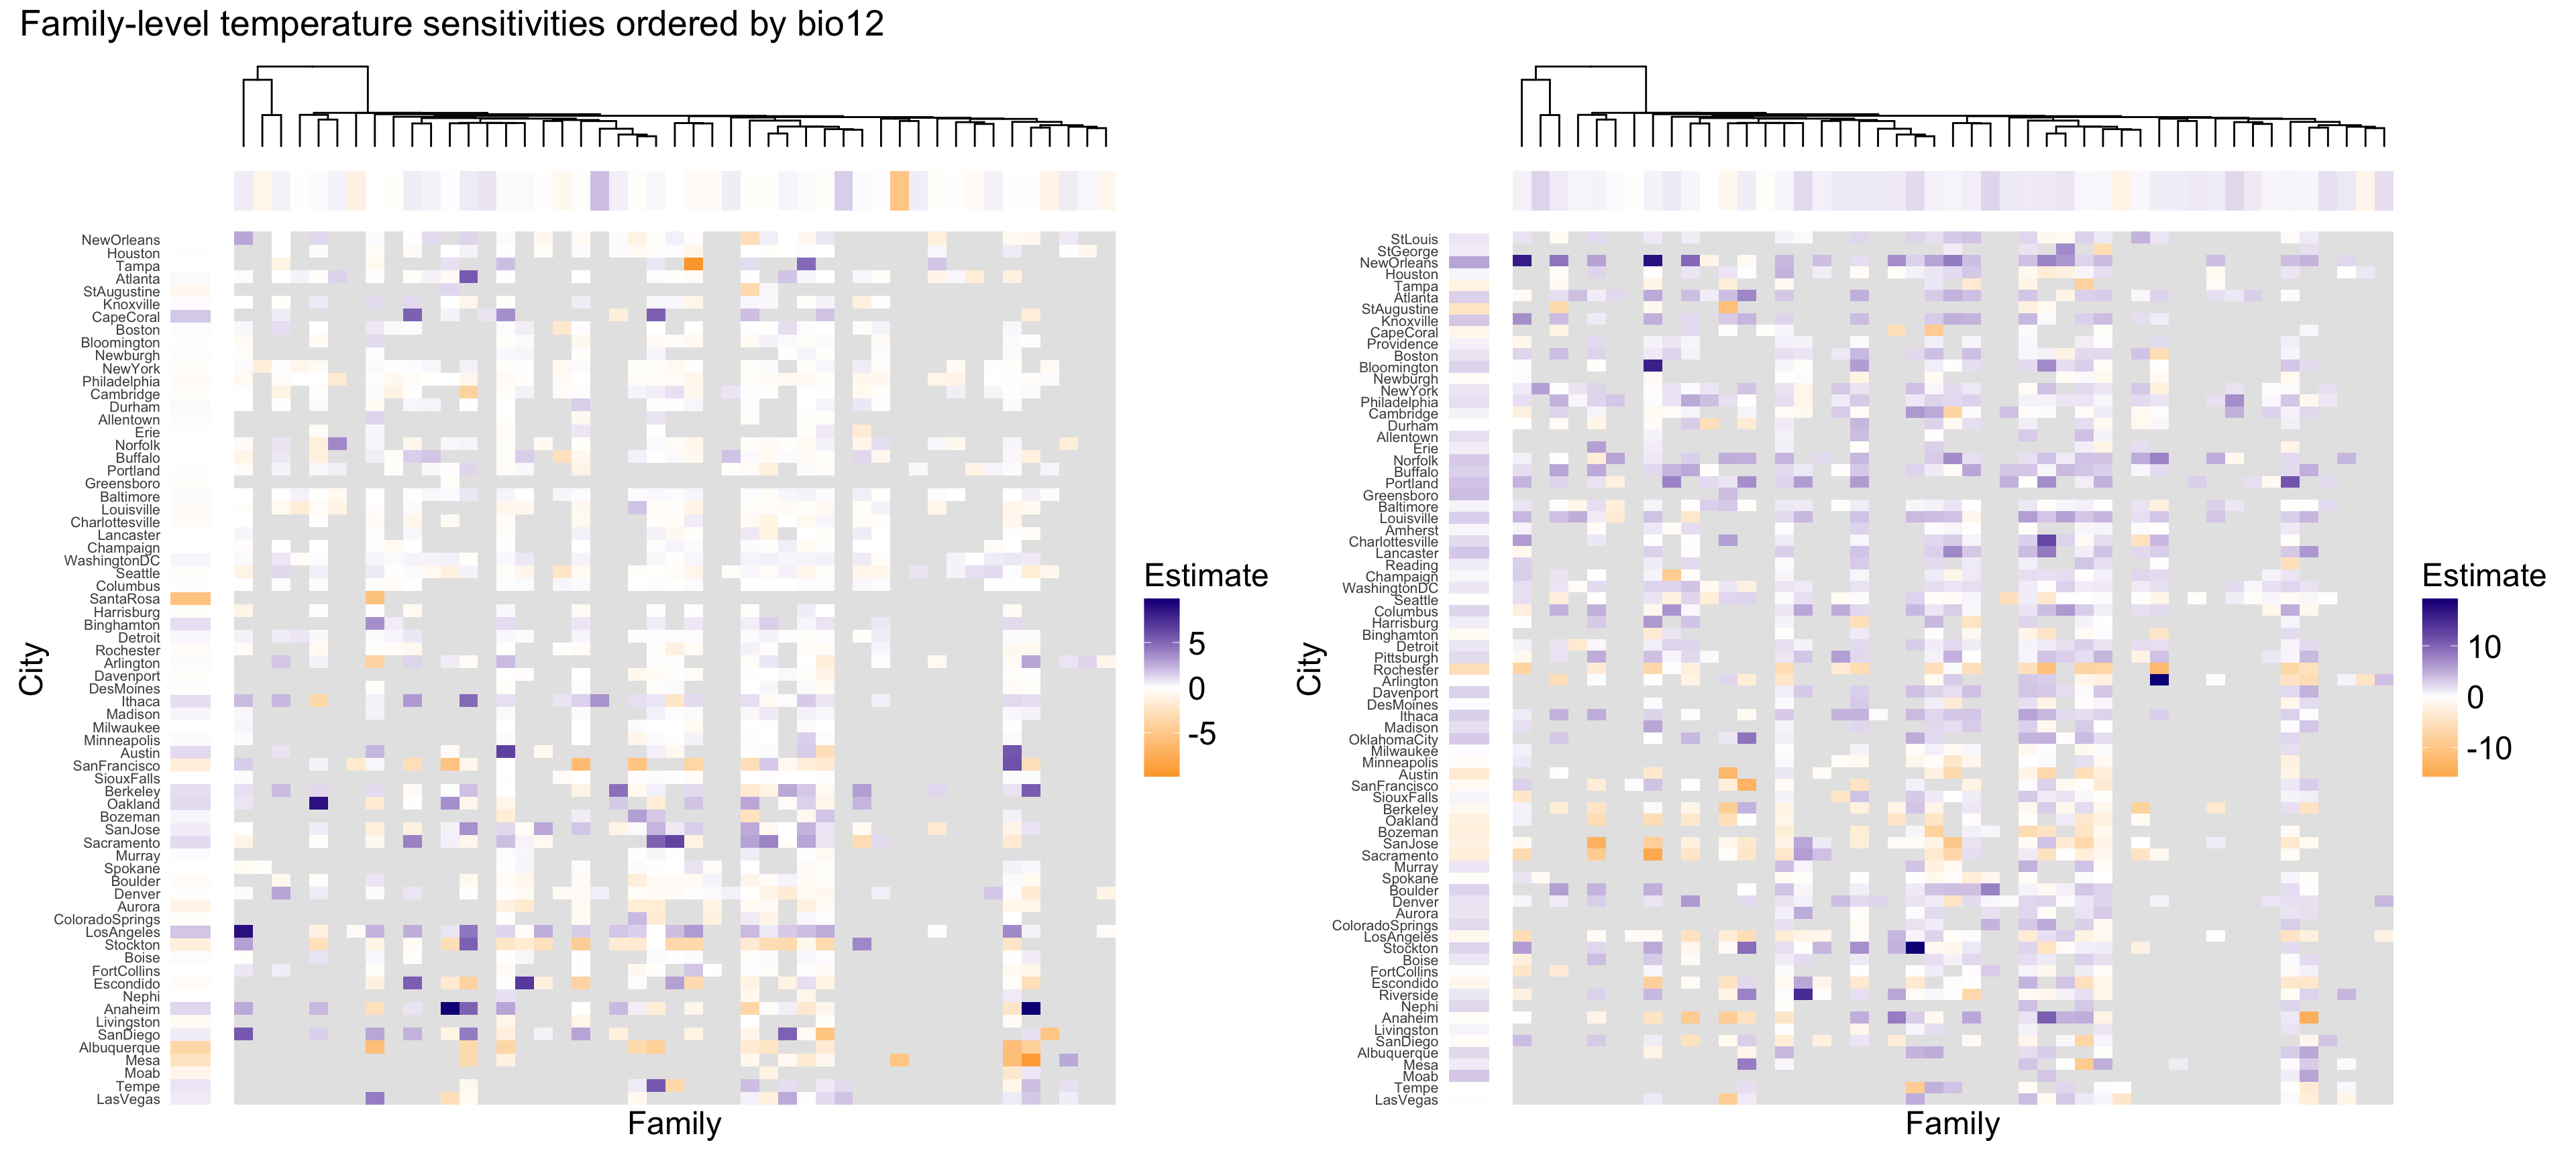 Family-level temperature sensitivities ordered by bio12
NewOrleans
Houston
Tampa
Atlanta
StAugustine
Knoxville
CapeCoral
Boston
Bloomington
Newburgh
NewYork
Philadelphia
Cambridge
Durham
Allentown
Erie
Norfolk
Buffalo
Portland
Greensboro
Baltimore
Louisville
Charlottesville
Lancaster
Champaign
WashingtonDC
Seattle
Columbus
SantaRosa
Harrisburg
Binghamton
Detroit
Rochester
Arlington
Davenport
DesMoines
Ithaca
Madison
Milwaukee
Minneapolis
Austin
SanFrancisco
SiouxFalls
Berkeley
Oakland
Bozeman
SanJose
Sacramento
Murray
Spokane
Boulder
Denver
Aurora
ColoradoSprings
LosAngeles
Stockton
Boise
FortCollins
Escondido
Nephi
Anaheim
Livingston
SanDiego
Albuquerque
Mesa
Moab
Tempe
LasVegas
City
Family
Estimate
5
0
-5
StLouis
StGeorge
NewOrleans
Houston
Tampa
Atlanta
StAugustine
Knoxville
CapeCoral
Providence
Boston
Bloomington
Newburgh
NewYork
Philadelphia
Cambridge
Durham
Allentown
Erie
Norfolk
Buffalo
Portland
Greensboro
Baltimore
Louisville
Amherst
Charlottesville
Lancaster
Reading
Champaign
WashingtonDC
Seattle
Columbus
Harrisburg
Binghamton
Detroit
Pittsburgh
Rochester
Arlington
Davenport
DesMoines
Ithaca
Madison
OklahomaCity
Milwaukee
Minneapolis
Austin
SanFrancisco
SiouxFalls
Berkeley
Oakland
Bozeman
SanJose
Sacramento
Murray
Spokane
Boulder
Denver
Aurora
ColoradoSprings
LosAngeles
Stockton
Boise
FortCollins
Escondido
Riverside
Nephi
Anaheim
Livingston
SanDiego
Albuquerque
Mesa
Moab
Tempe
LasVegas
City
Family
Estimate
10
0
-10